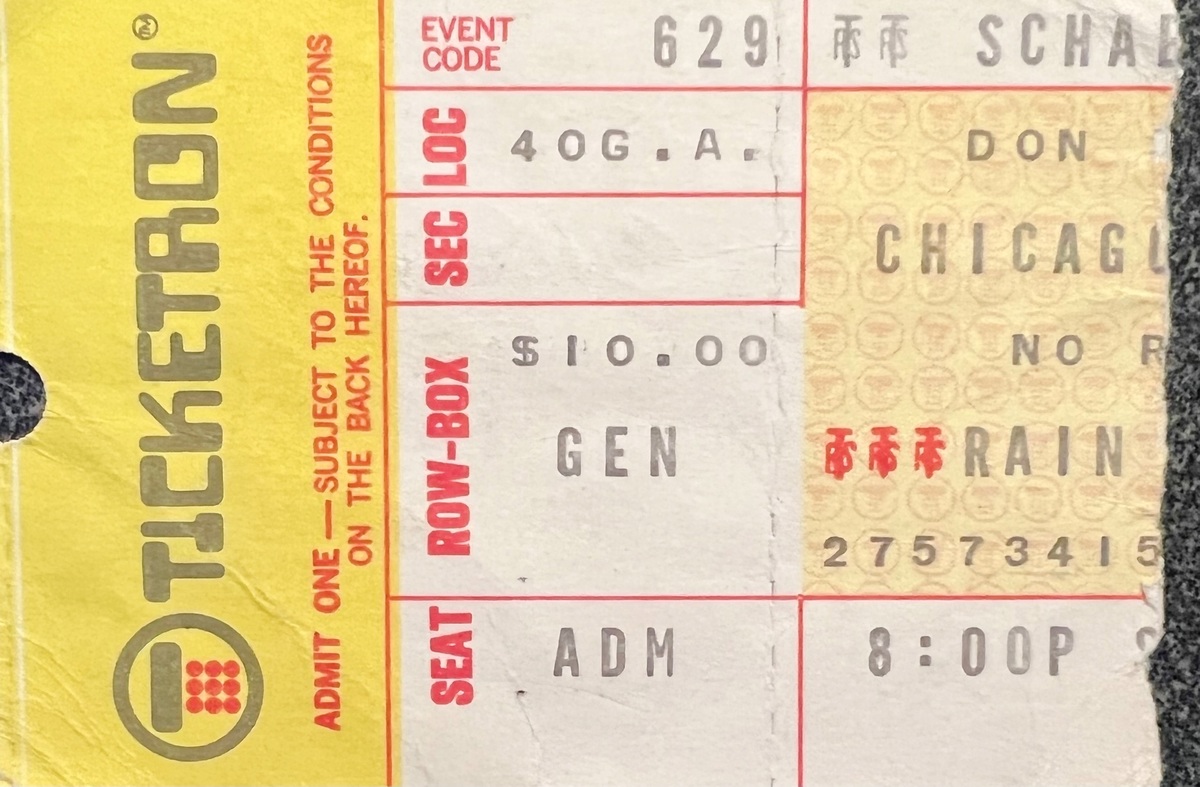 TICKETRON
ADMIT ONE — SUBJECT TO THE CONDITIONS
ON THE BACK HEREOF.
EVENT
CODE
629
LOC
40G.A.
SEC
ROW-BOX
$10.00
GEN
SEAT
ADM
SCHAE
DON
CHICAGO
NO R
RAIN
27573415
8:00P